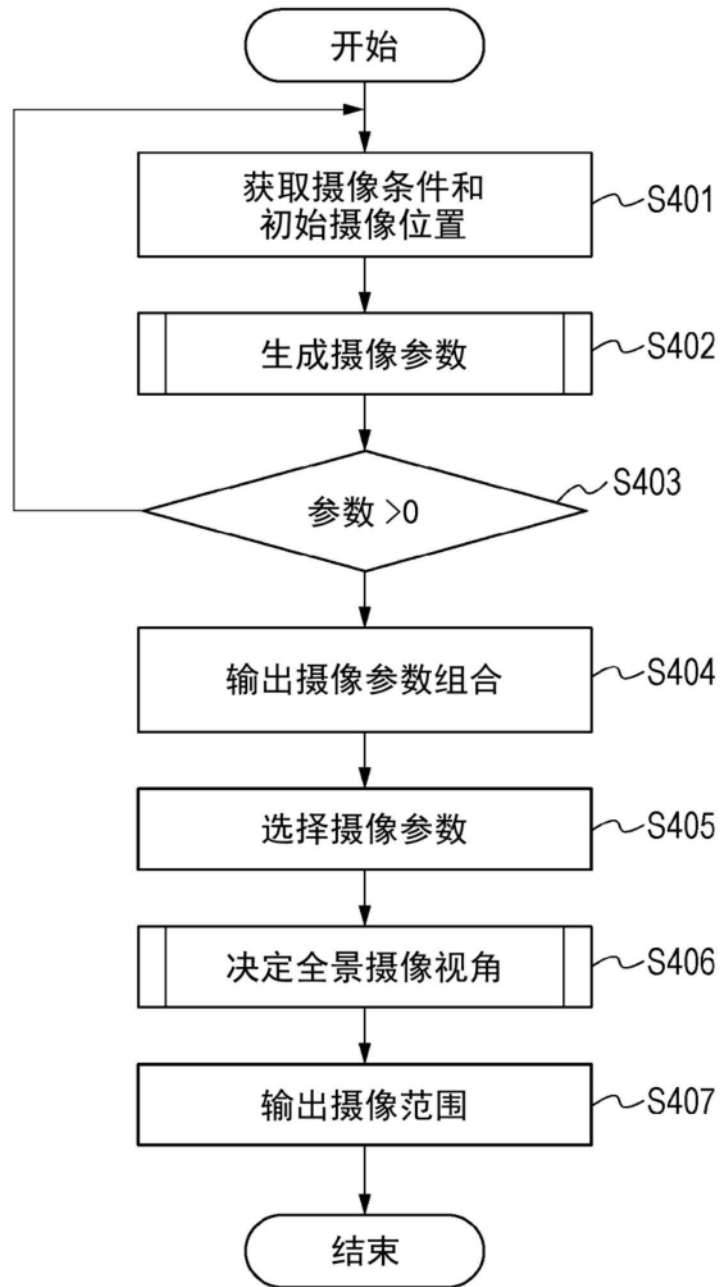 开始
获取摄像条件和
初始摄像位置
S401
生成摄像参数
S402
参数 >0
S403
输出摄像参数组合
S404
选择摄像参数
S405
决定全景摄像视角
S406
输出摄像范围
S407
结束